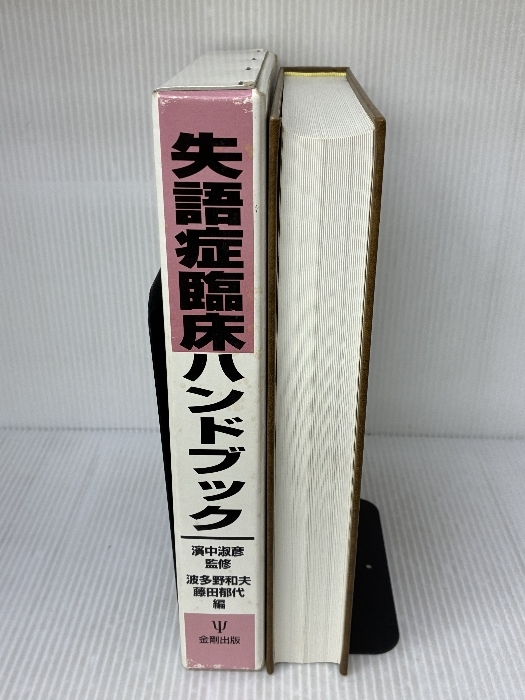 失語症臨床ハンドブック
濱中淑彦
監修
波多野和夫
藤田郁代
編
Ψ
金剛出版